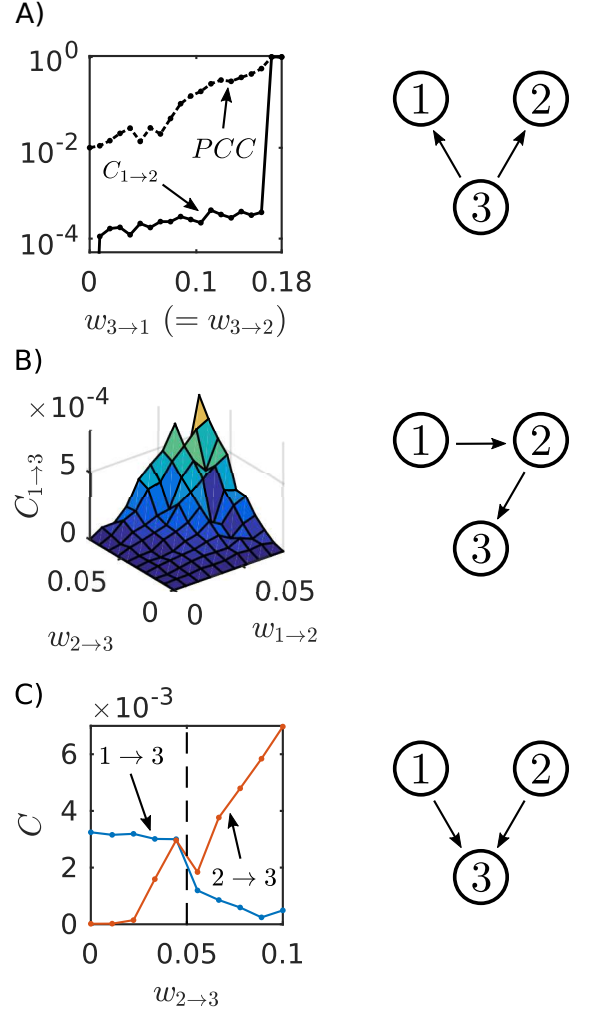 A)
10^0
10^-2
10^-4
PCC
C_{1→2}
0 0.1 0.18
w_{3→1} (= w_{3→2})
1 2
3
B)
×10^-4
5
0
C_{1→3}
0.05
0
0
0.05
w_{2→3}
w_{1→2}
1 2
3
C)
×10^-3
6
4
2
0
C
1 → 3
2 → 3
0 0.05 0.1
w_{2→3}
1 2
3